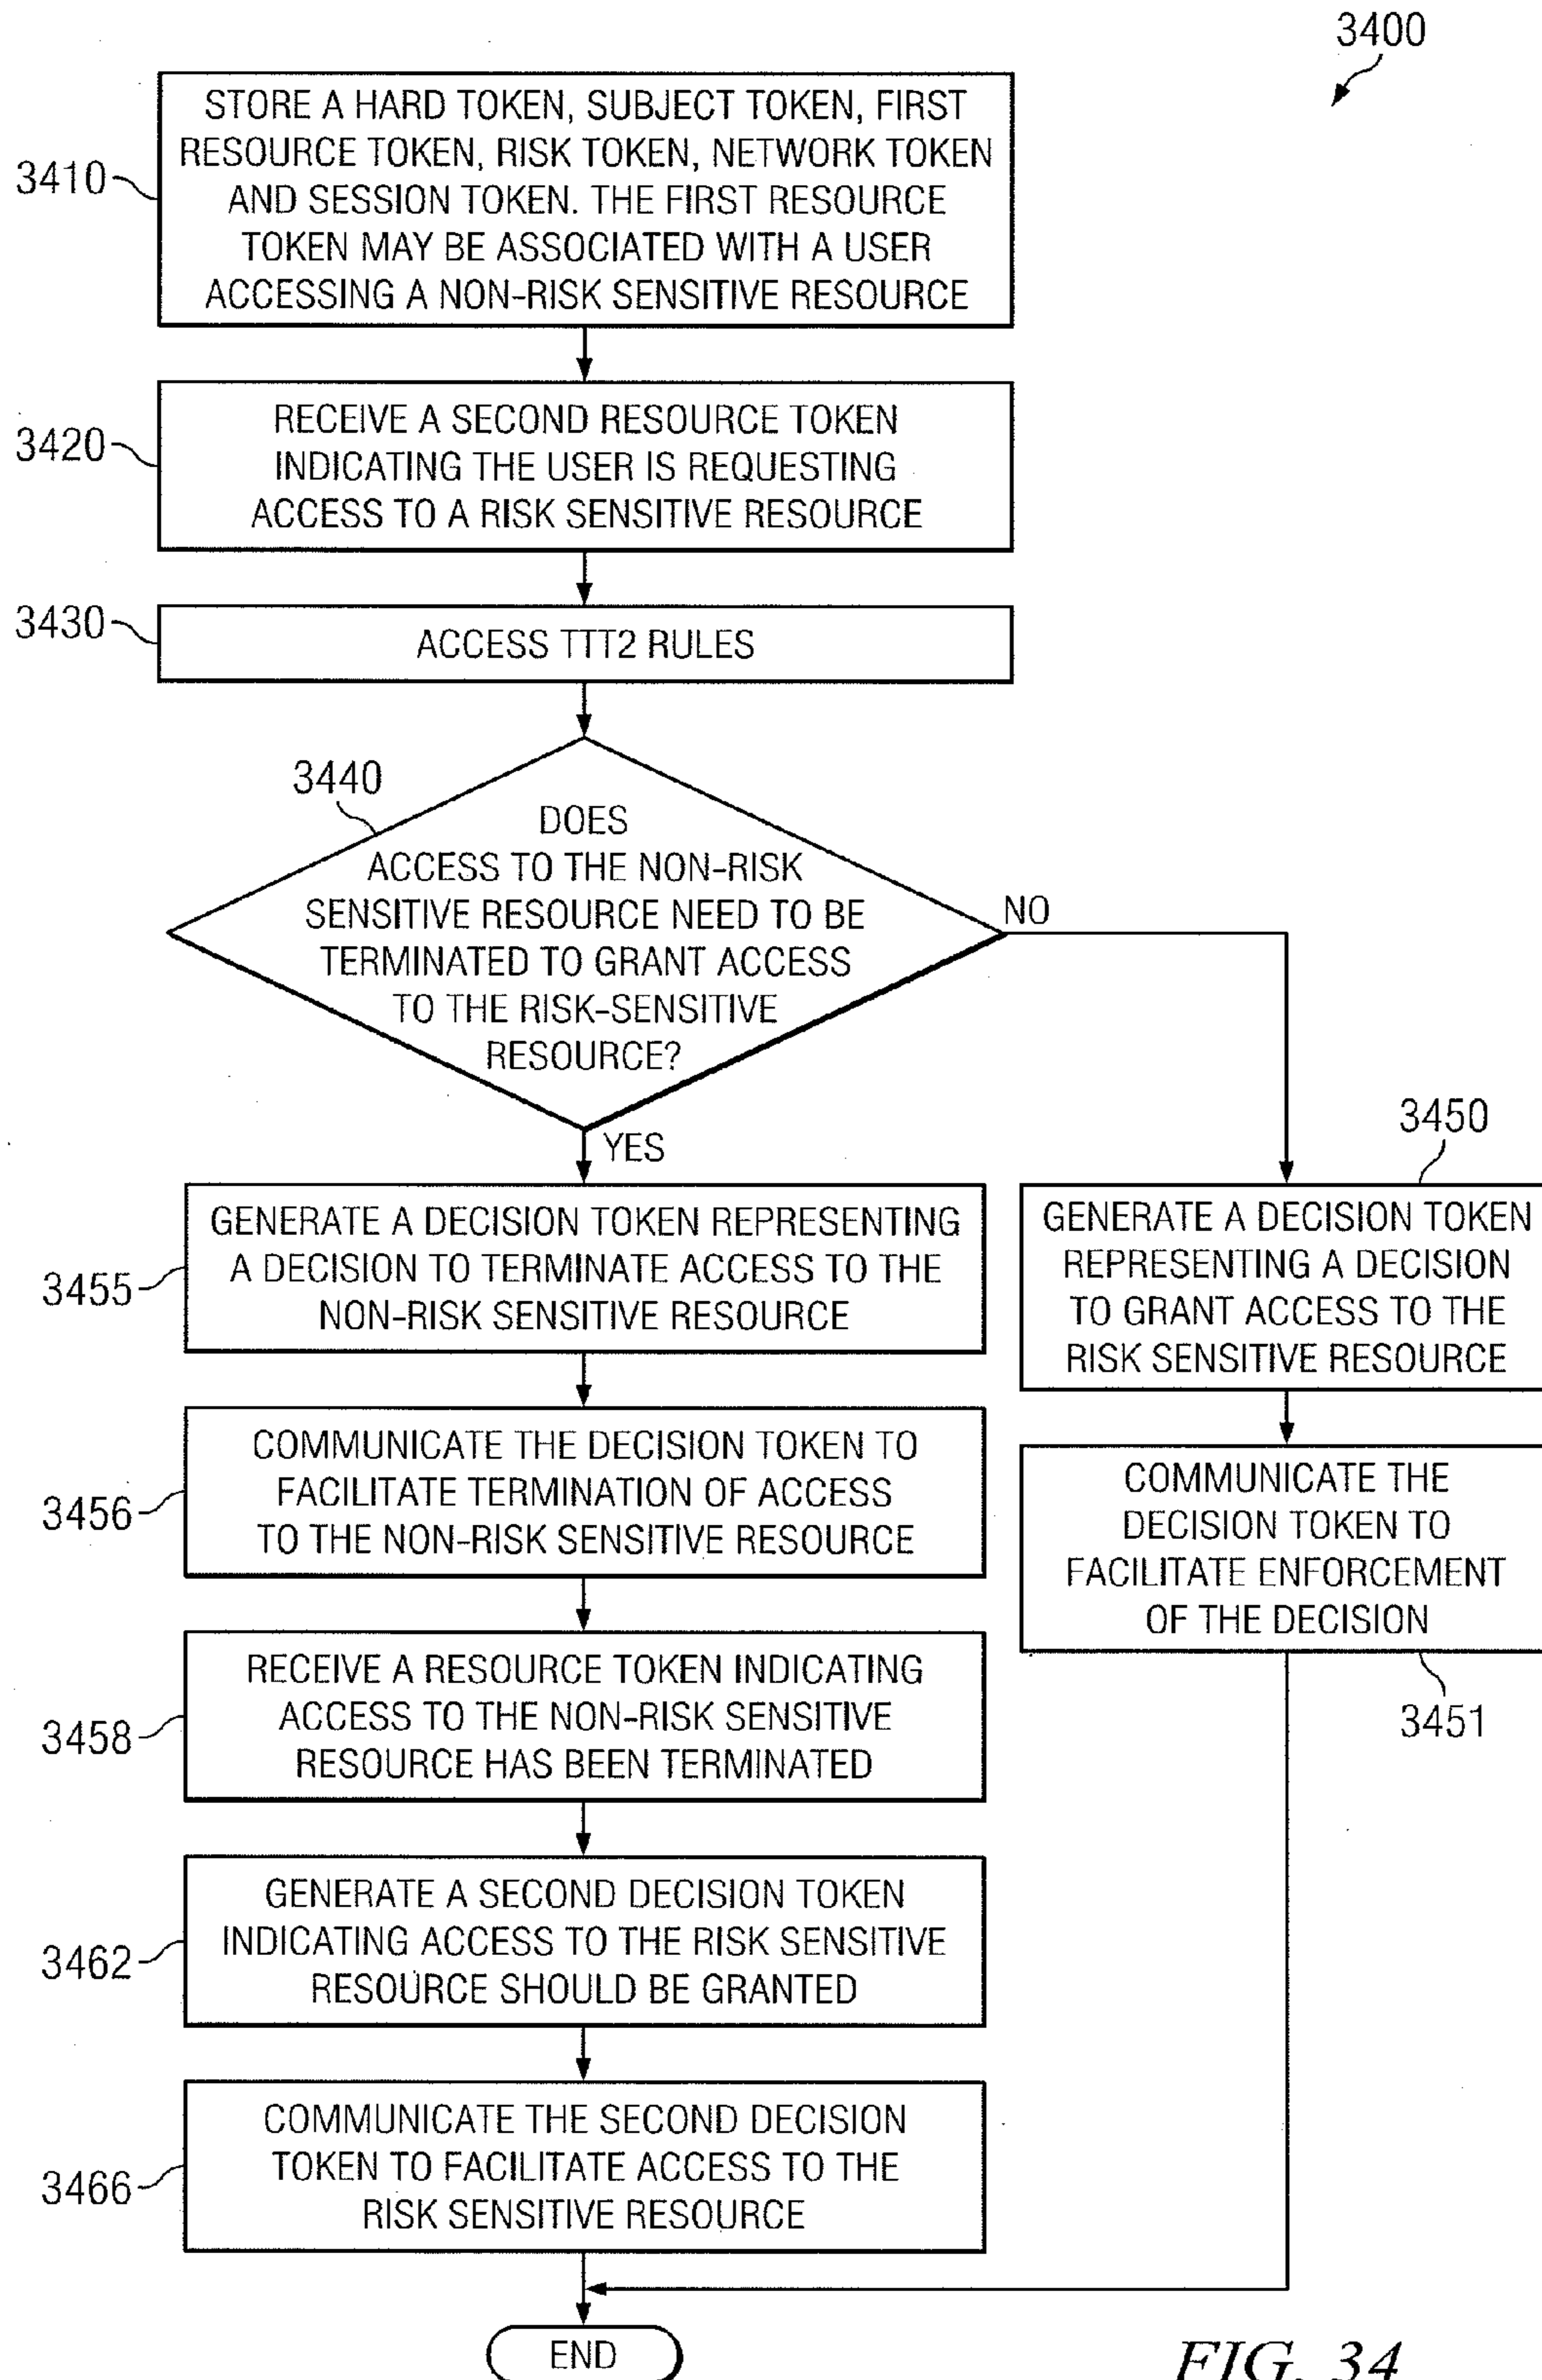 3400
STORE A HARD TOKEN, SUBJECT TOKEN, FIRST
RESOURCE TOKEN, RISK TOKEN, NETWORK TOKEN
AND SESSION TOKEN. THE FIRST RESOURCE
TOKEN MAY BE ASSOCIATED WITH A USER
ACCESSING A NON-RISK SENSITIVE RESOURCE
3410
RECEIVE A SECOND RESOURCE TOKEN
INDICATING THE USER IS REQUESTING
ACCESS TO A RISK SENSITIVE RESOURCE
3420
3430
ACCESS TTT2 RULES
3440
DOES
ACCESS TO THE NON-RISK
SENSITIVE RESOURCE NEED TO BE
TERMINATED TO GRANT ACCESS
TO THE RISK-SENSITIVE
RESOURCE?
NO
YES
3455
GENERATE A DECISION TOKEN REPRESENTING
A DECISION TO TERMINATE ACCESS TO THE
NON-RISK SENSITIVE RESOURCE
3450
GENERATE A DECISION TOKEN
REPRESENTING A DECISION
TO GRANT ACCESS TO THE
RISK SENSITIVE RESOURCE
3456
COMMUNICATE THE DECISION TOKEN TO
FACILITATE TERMINATION OF ACCESS
TO THE NON-RISK SENSITIVE RESOURCE
COMMUNICATE THE
DECISION TOKEN TO
FACILITATE ENFORCEMENT
OF THE DECISION
3451
3458
RECEIVE A RESOURCE TOKEN INDICATING
ACCESS TO THE NON-RISK SENSITIVE
RESOURCE HAS BEEN TERMINATED
3462
GENERATE A SECOND DECISION TOKEN
INDICATING ACCESS TO THE RISK SENSITIVE
RESOURCE SHOULD BE GRANTED
3466
COMMUNICATE THE SECOND DECISION
TOKEN TO FACILITATE ACCESS TO THE
RISK SENSITIVE RESOURCE
END
FIG. 34